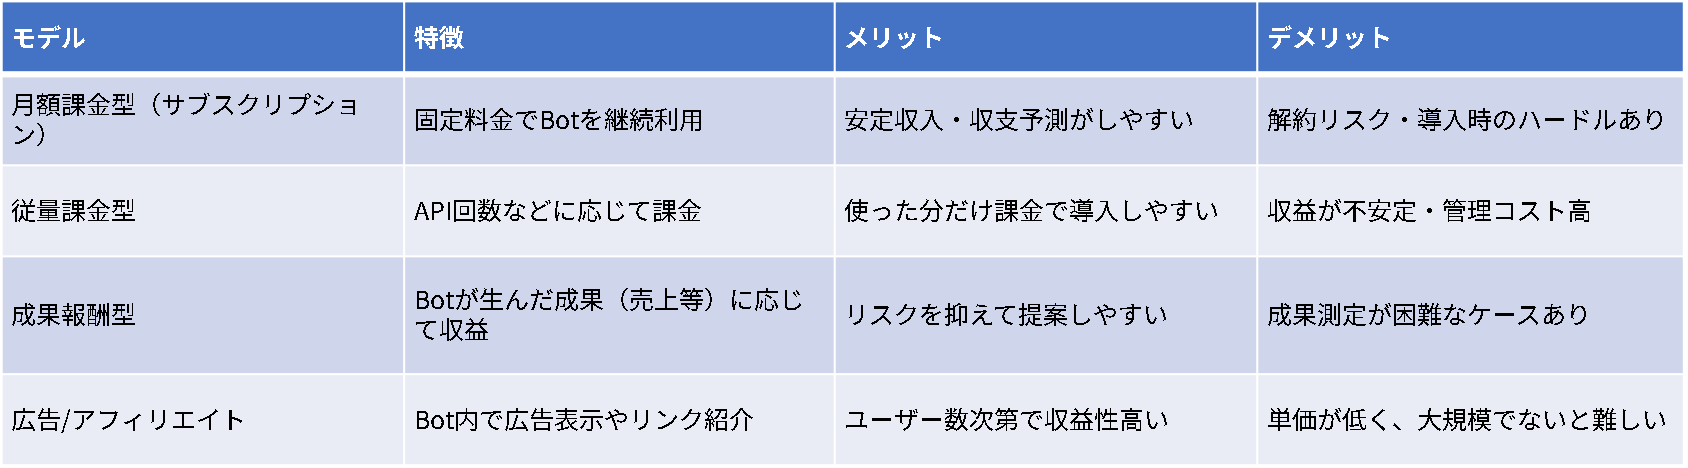 モデル
特徴
メリット
デメリット
月額課金型（サブスクリプショ
ン）
固定料金でBotを継続利用
安定収入・収支予測がしやすい
解約リスク・導入時のハードルあり
従量課金型
API回数などに応じて課金
使った分だけ課金で導入しやすい
収益が不安定・管理コスト高
成果報酬型
Botが生んだ成果（売上等）に応じ
て収益
リスクを抑えて提案しやすい
成果測定が困難なケースあり
広告/アフィリエイト
Bot内で広告表示やリンク紹介
ユーザー数次第で収益性高い
単価が低く、大規模でないと難しい